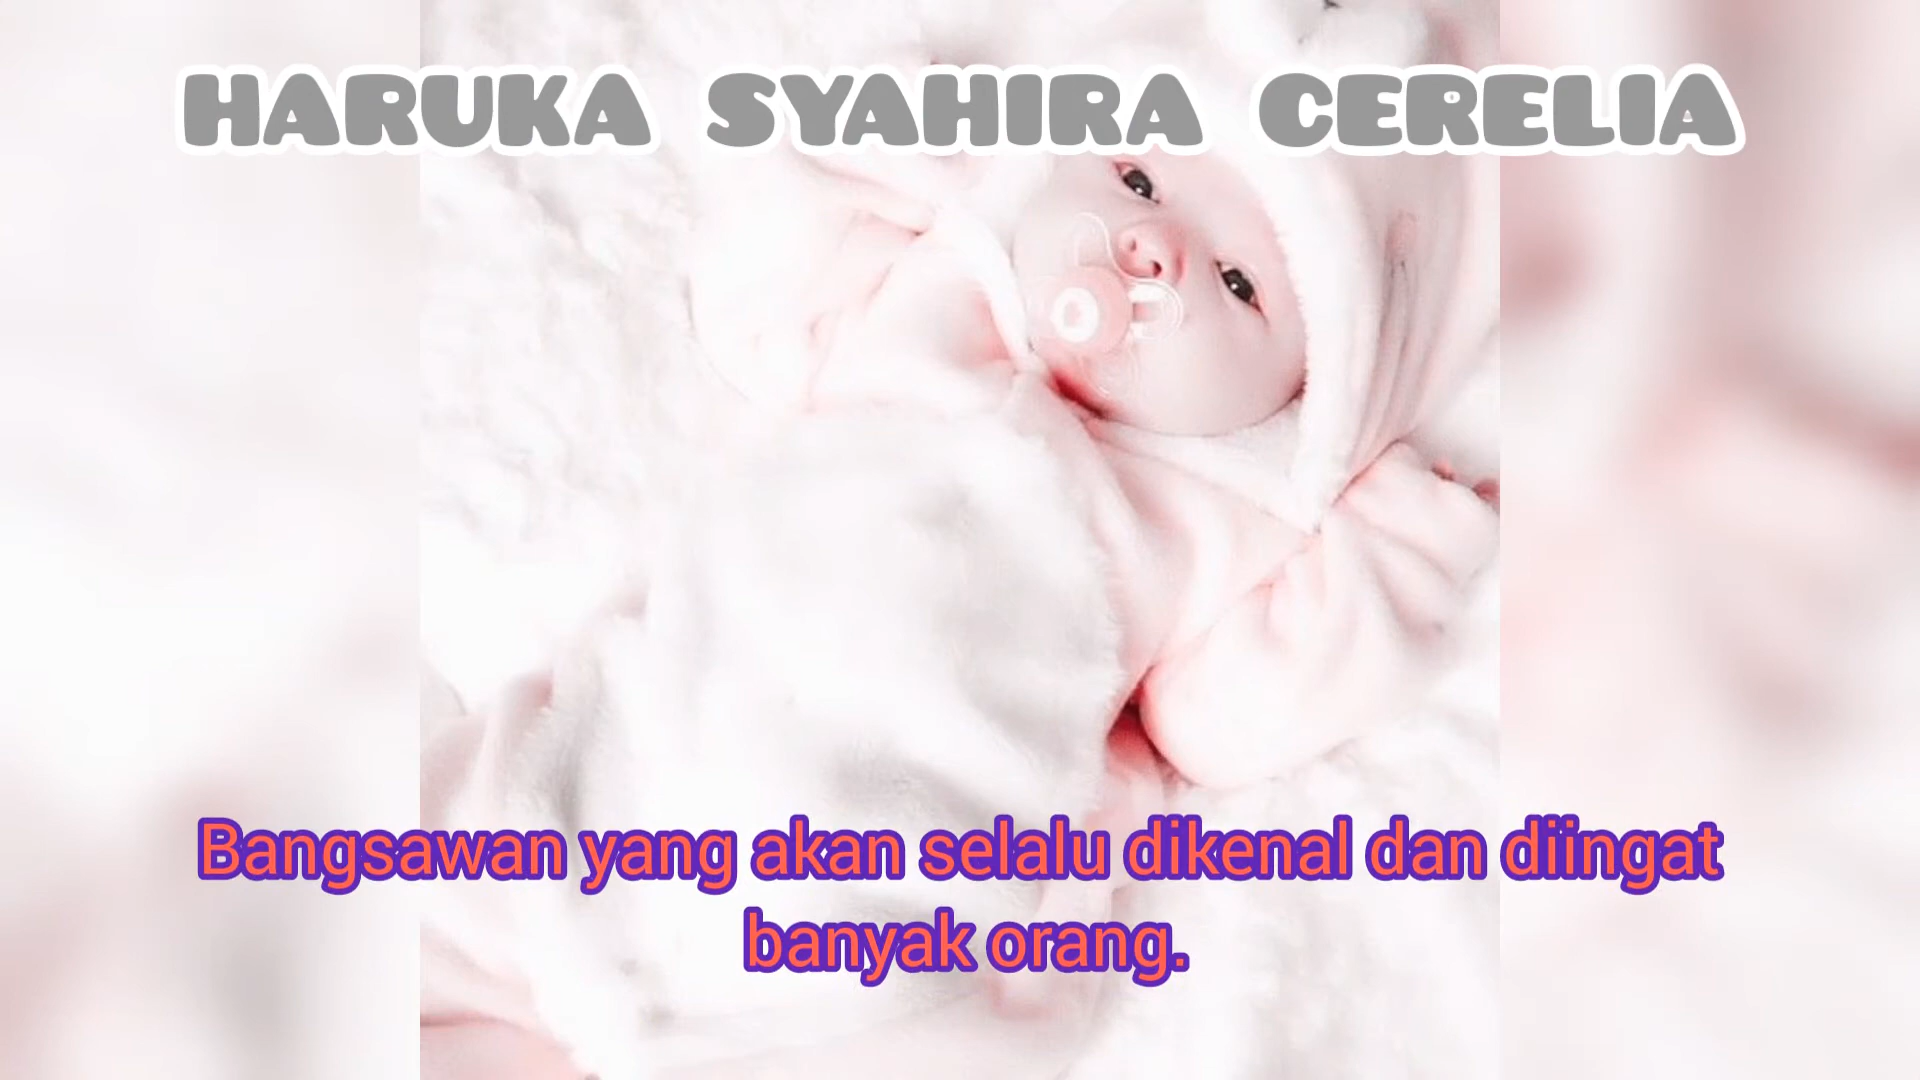 HARUKA SYAHIRA CERELIA
Bangsawan yang akan selalu dikenal dan diingat
banyak orang.